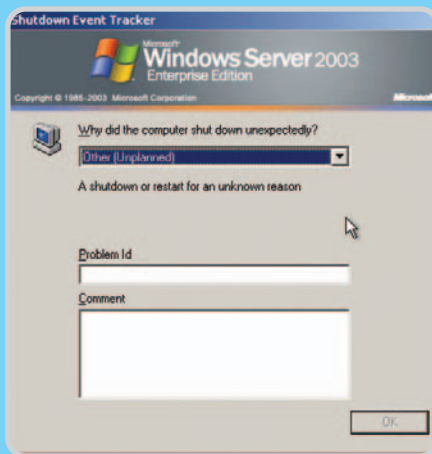 Shutdown Event Tracker
Microsoft
Windows Server 2003
Enterprise Edition
Copyright © 1985-2003 Microsoft Corporation
Microsoft
Why did the computer shut down unexpectedly?
Other (Unplanned)
A shutdown or restart for an unknown reason
Problem Id
Comment
OK